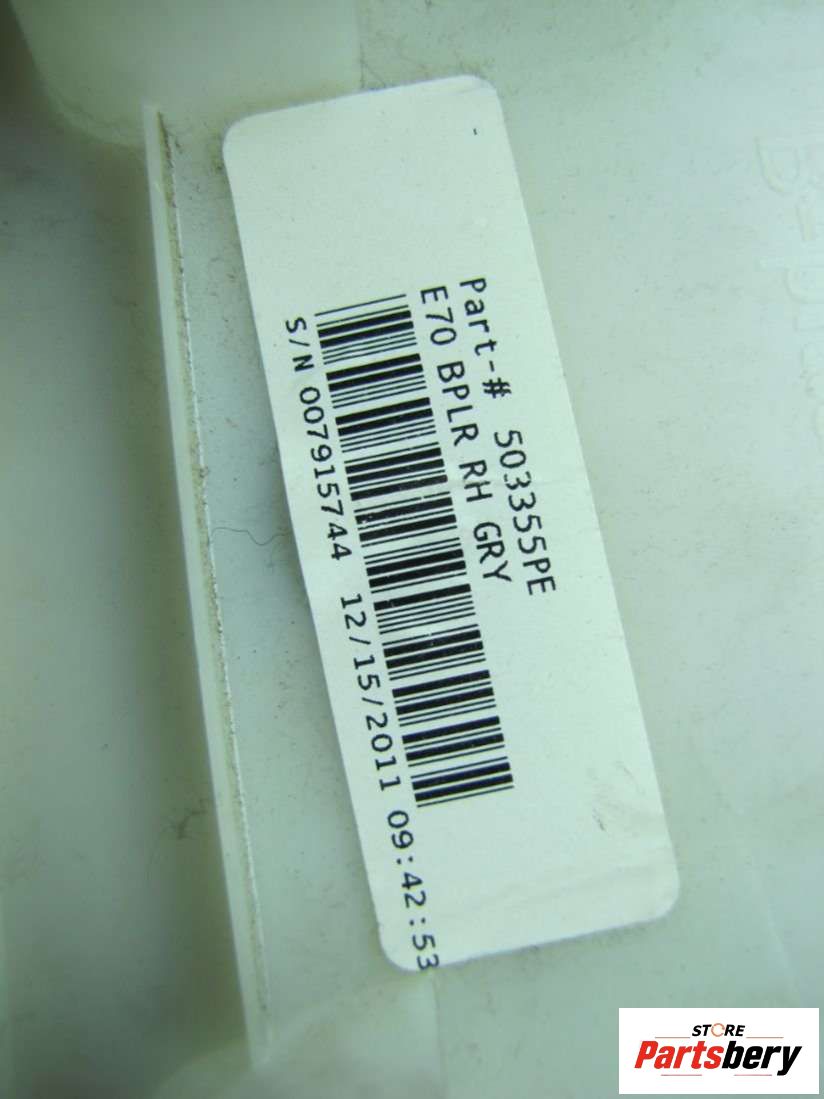 Part-# 503355PE
E70 BPLR RH GRY
S/N 007915744 12/15/2011 09:42:53
STORE
Partsbery